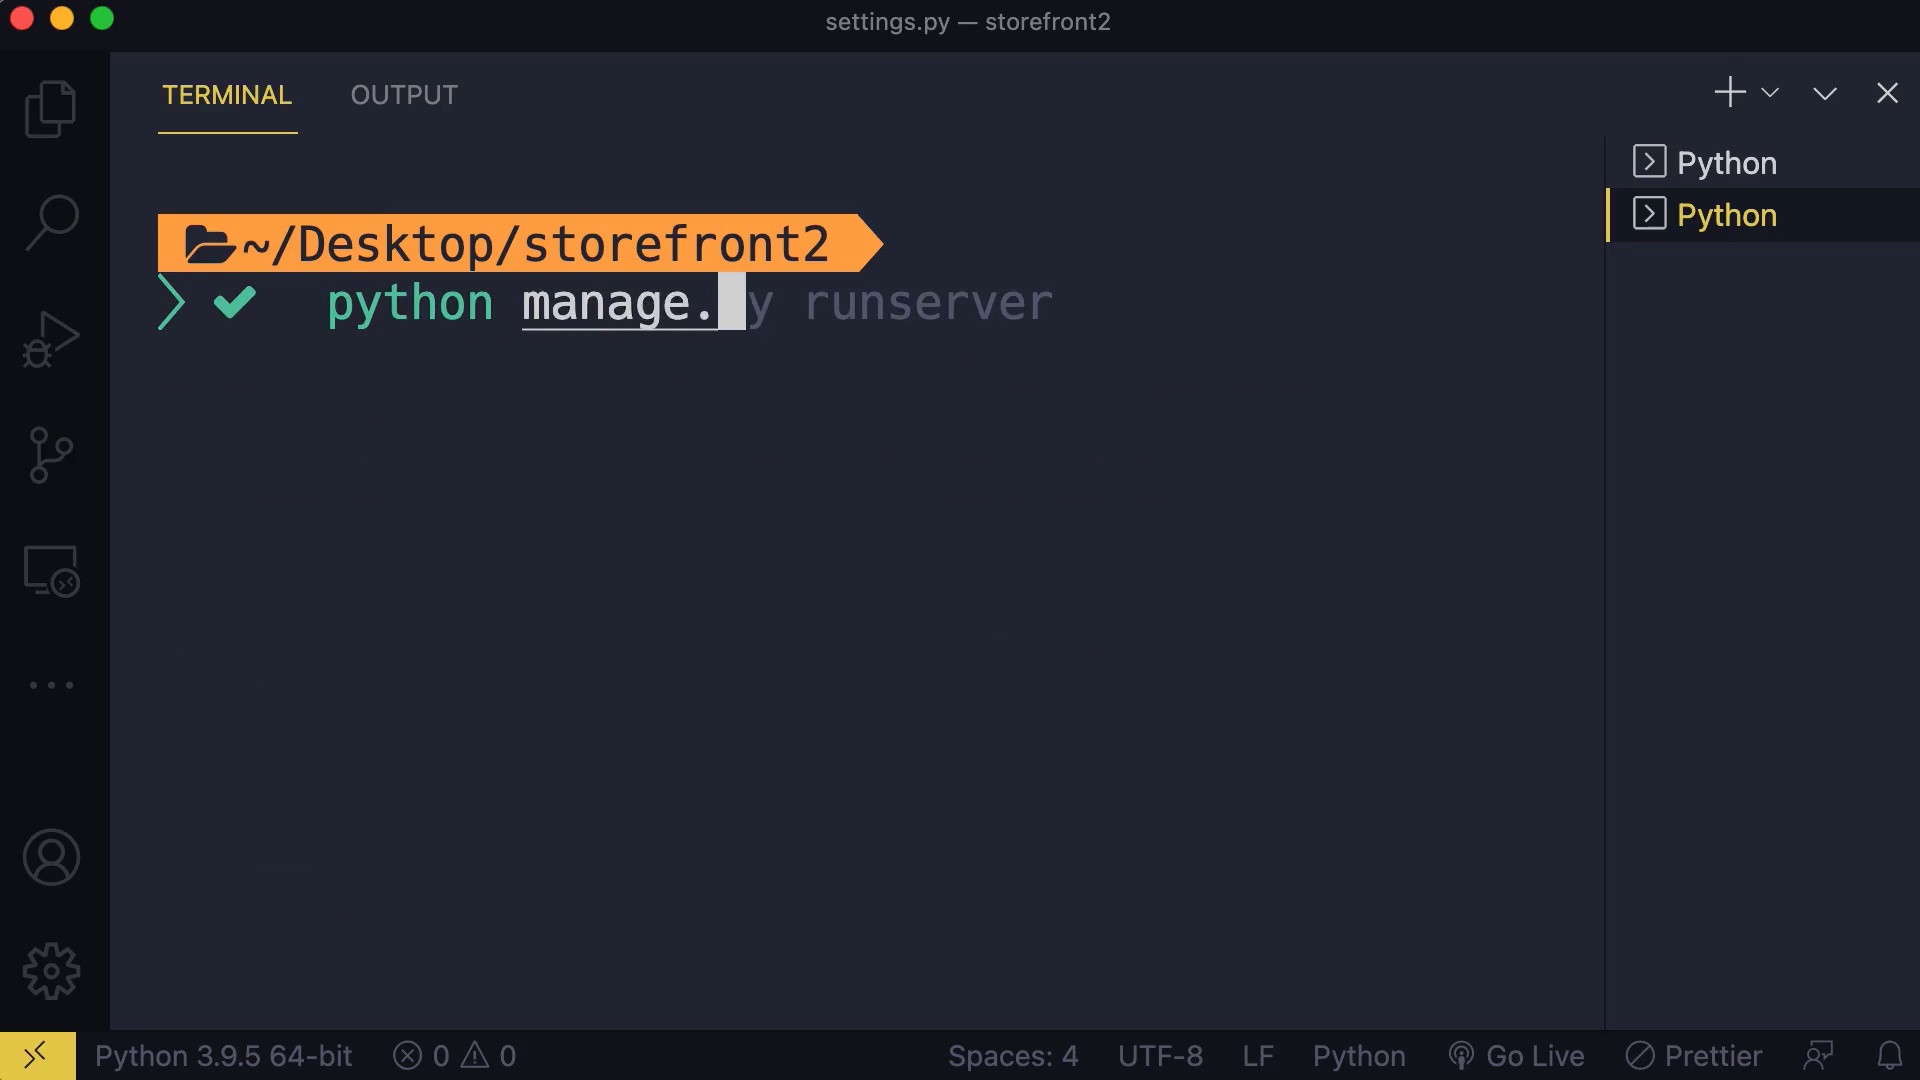 settings.py — storefront2
TERMINAL OUTPUT
Python
Python
~/Desktop/storefront2
python manage.y runserver
Python 3.9.5 64-bit 0 0 Spaces: 4 UTF-8 LF Python Go Live Prettier